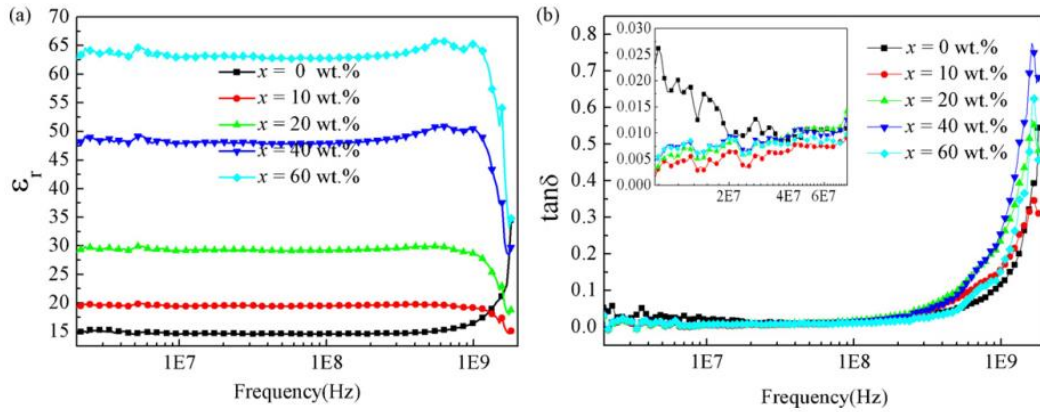 (a)
65
60
55
50
45
40
35
30
25
20
15
εr
x = 0 wt.%
x = 10 wt.%
x = 20 wt.%
x = 40 wt.%
x = 60 wt.%
1E7 1E8 1E9
Frequency(Hz)
(b)
0.8
0.7
0.6
0.5
0.4
0.3
0.2
0.1
0.0
tanδ
0.030
0.025
0.020
0.015
0.010
0.005
0.000
2E7 4E7 6E7
x = 0 wt.%
x = 10 wt.%
x = 20 wt.%
x = 40 wt.%
x = 60 wt.%
1E7 1E8 1E9
Frequency(Hz)